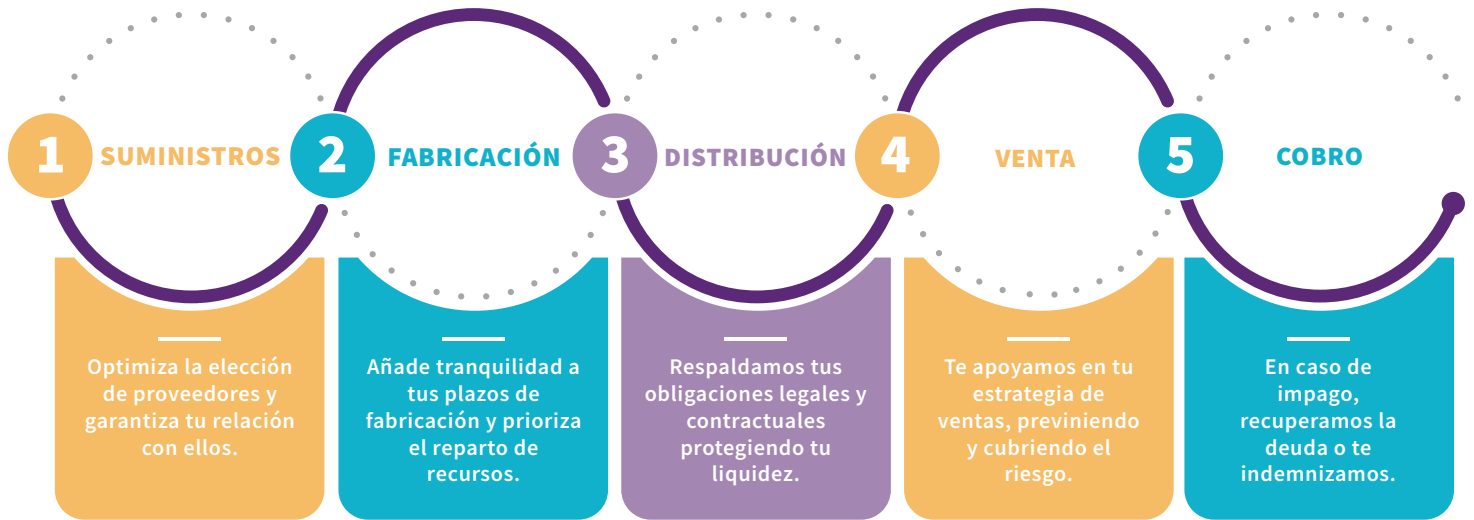 1
SUMINISTROS
2
FABRICACIÓN
3
DISTRIBUCIÓN
4
VENTA
5
COBRO
Optimiza la elección
de proveedores y
garantiza tu relación
con ellos.
Añade tranquilidad a
tus plazos de
fabricación y prioriza
el reparto de
recursos.
Respaldamos tus
obligaciones legales y
contractuales
protegiendo tu
liquidez.
Te apoyamos en tu
estrategia de
ventas, previniendo
y cubriendo el
riesgo.
En caso de
impago,
recuperamos la
deuda o te
indemnizamos.